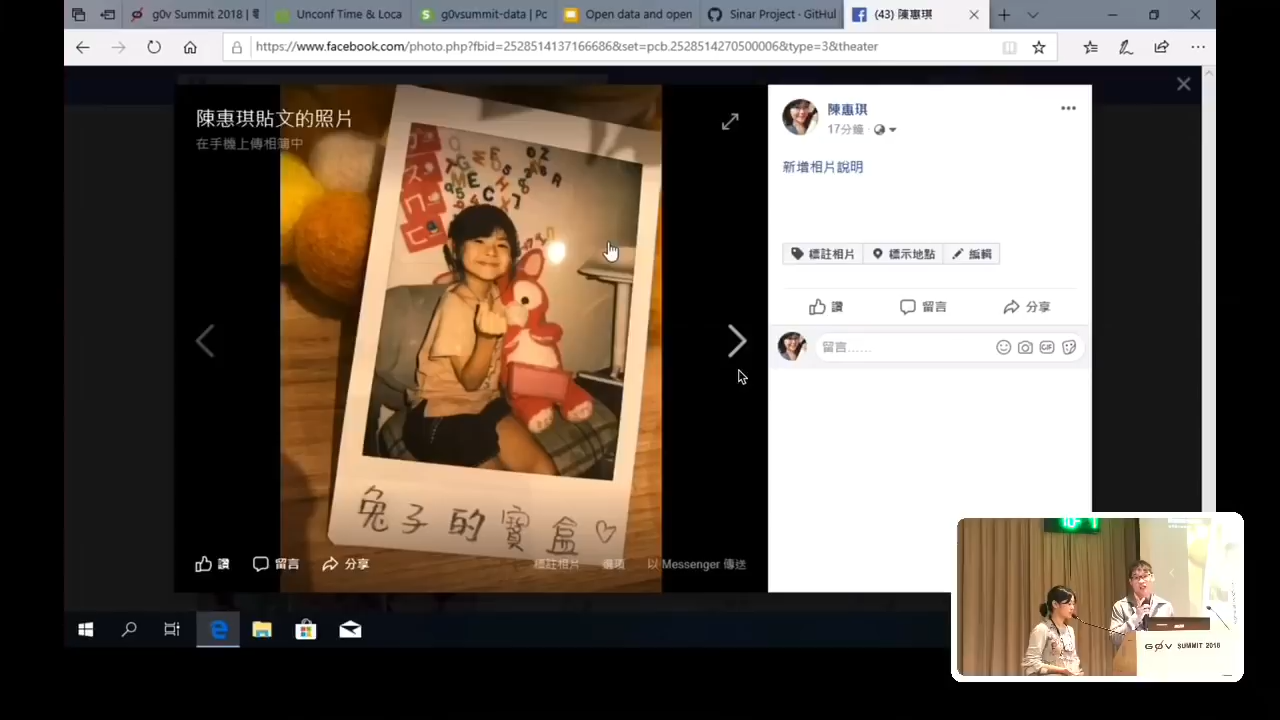 g0v Summit 2018 |
Unconf Time & Loca
g0vsummit-data | Pc
Open data and open
Sinar Project · GitHul
(43) 陳惠琪
https://www.facebook.com/photo.php?fbid=2528514137166686&set=pcb.2528514270500006&type=3&theater
陳惠琪貼文的照片
在手機上傳相簿中
陳惠琪
17分鐘
新增相片說明
標註相片
標示地點
編輯
讚
留言
分享
留言......
GIF
兔子的寶盒
讚
留言
分享
標註相片
選項
以 Messenger 傳送
G0V SUMMIT 2018